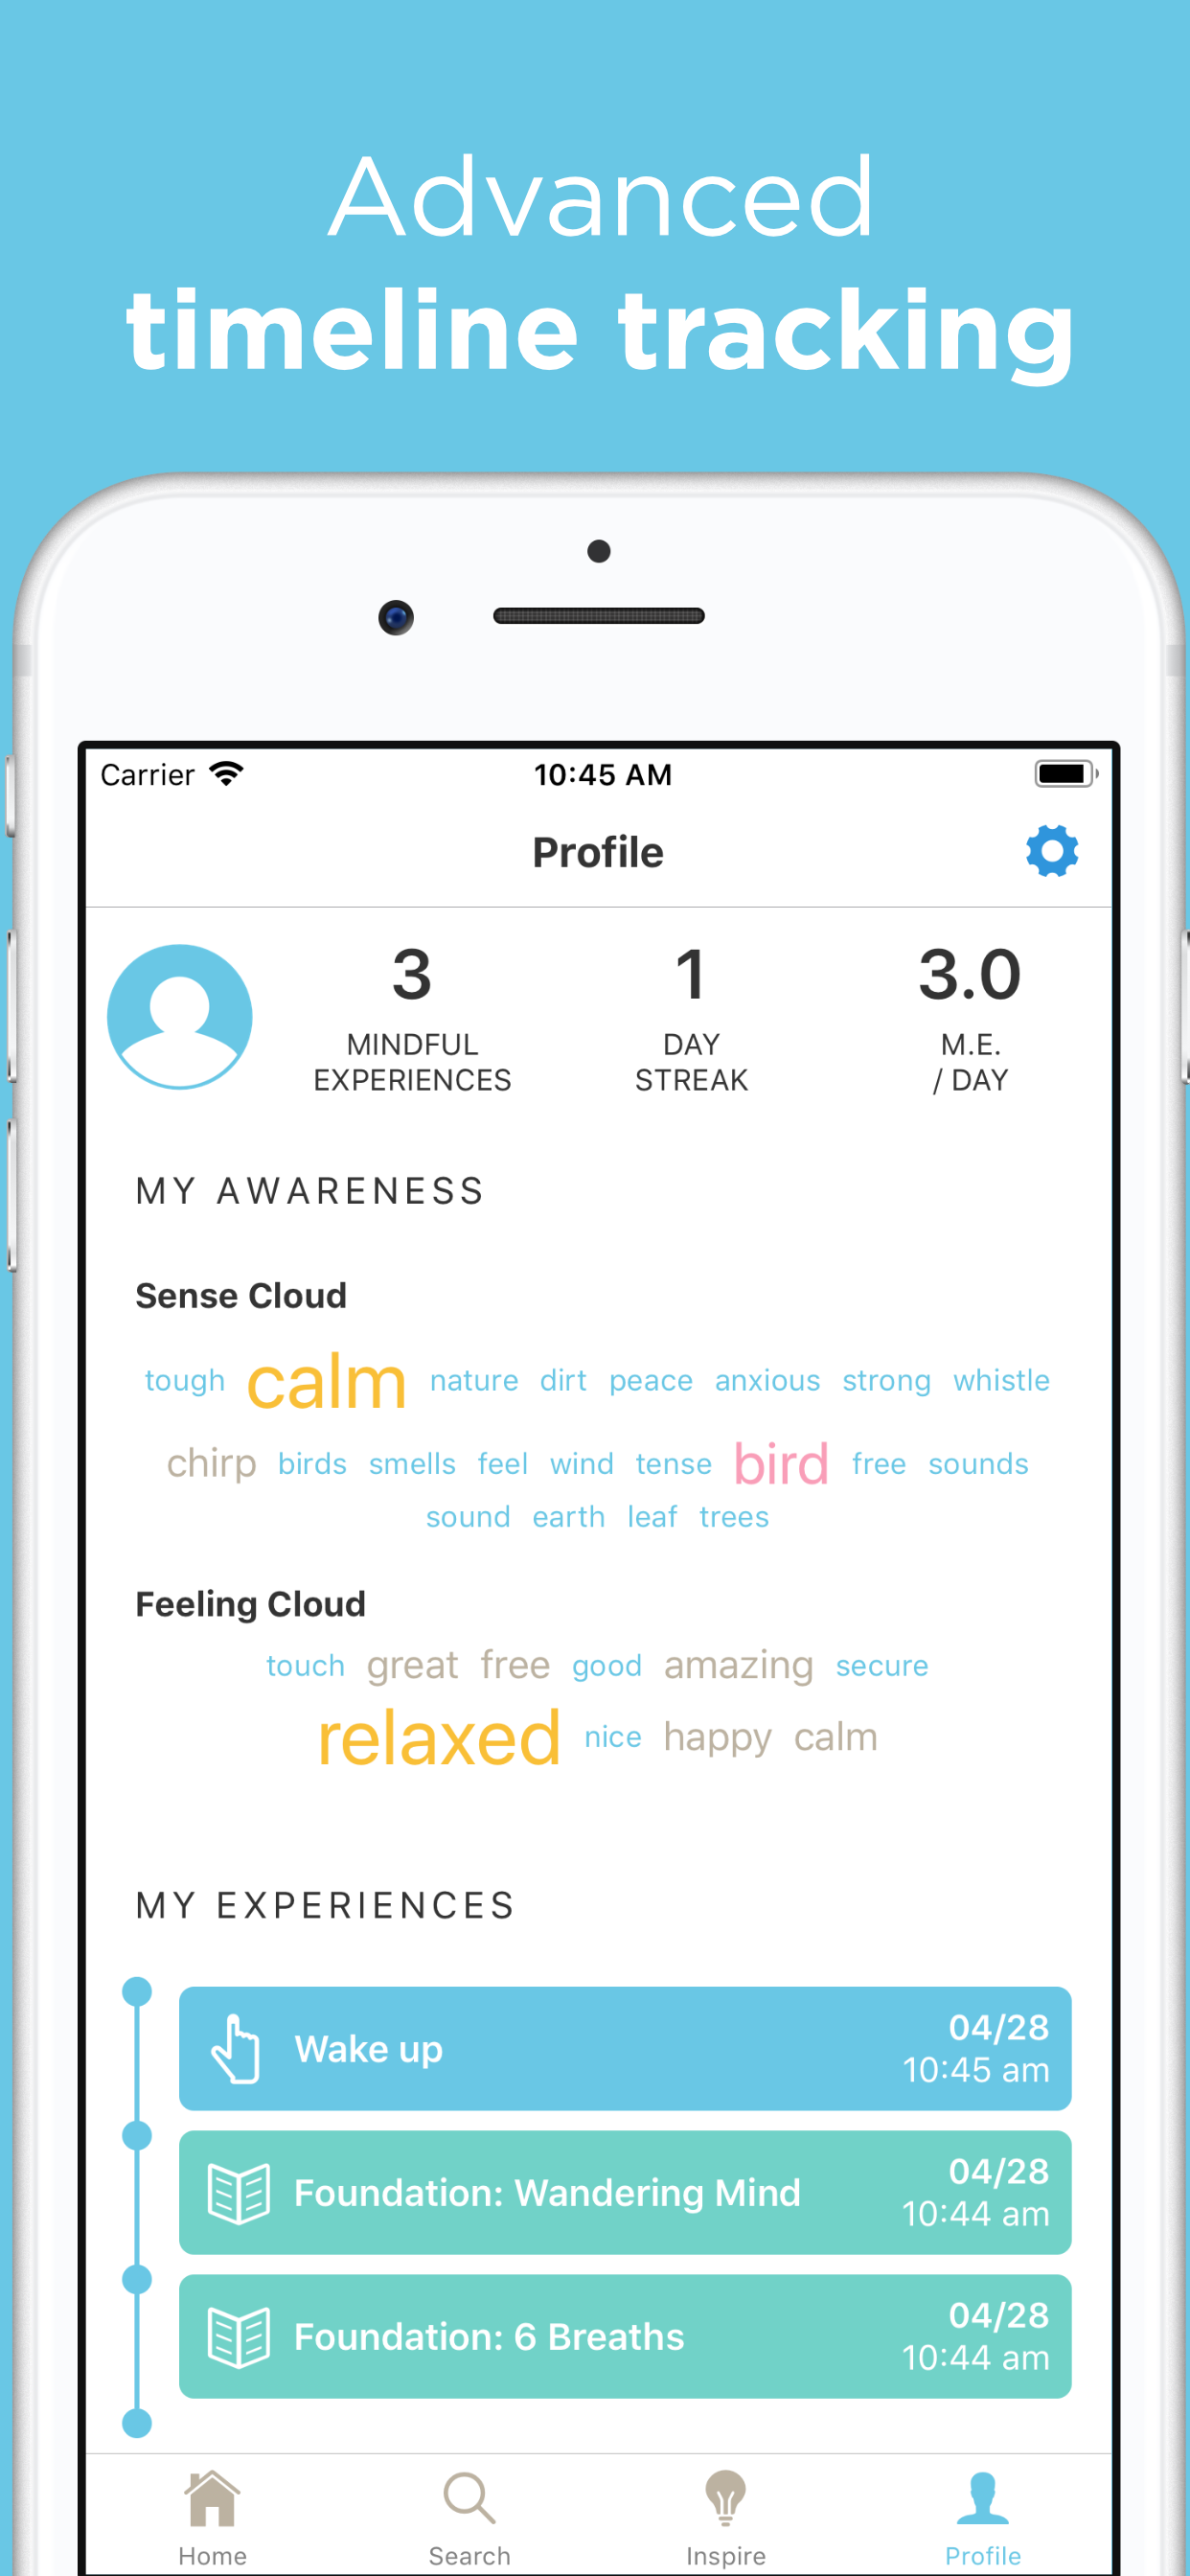 Advanced
timeline tracking
Carrier 10:45 AM
Profile
3 1 3.0
MINDFUL DAY M.E.
EXPERIENCES STREAK / DAY
MY AWARENESS
Sense Cloud
tough calm nature dirt peace anxious strong whistle
chirp birds smells feel wind tense bird free sounds
sound earth leaf trees
Feeling Cloud
touch great free good amazing secure
relaxed nice happy calm
MY EXPERIENCES
Wake up 04/28
10:45 am
Foundation: Wandering Mind 04/28
10:44 am
Foundation: 6 Breaths 04/28
10:44 am
Home Search Inspire Profile